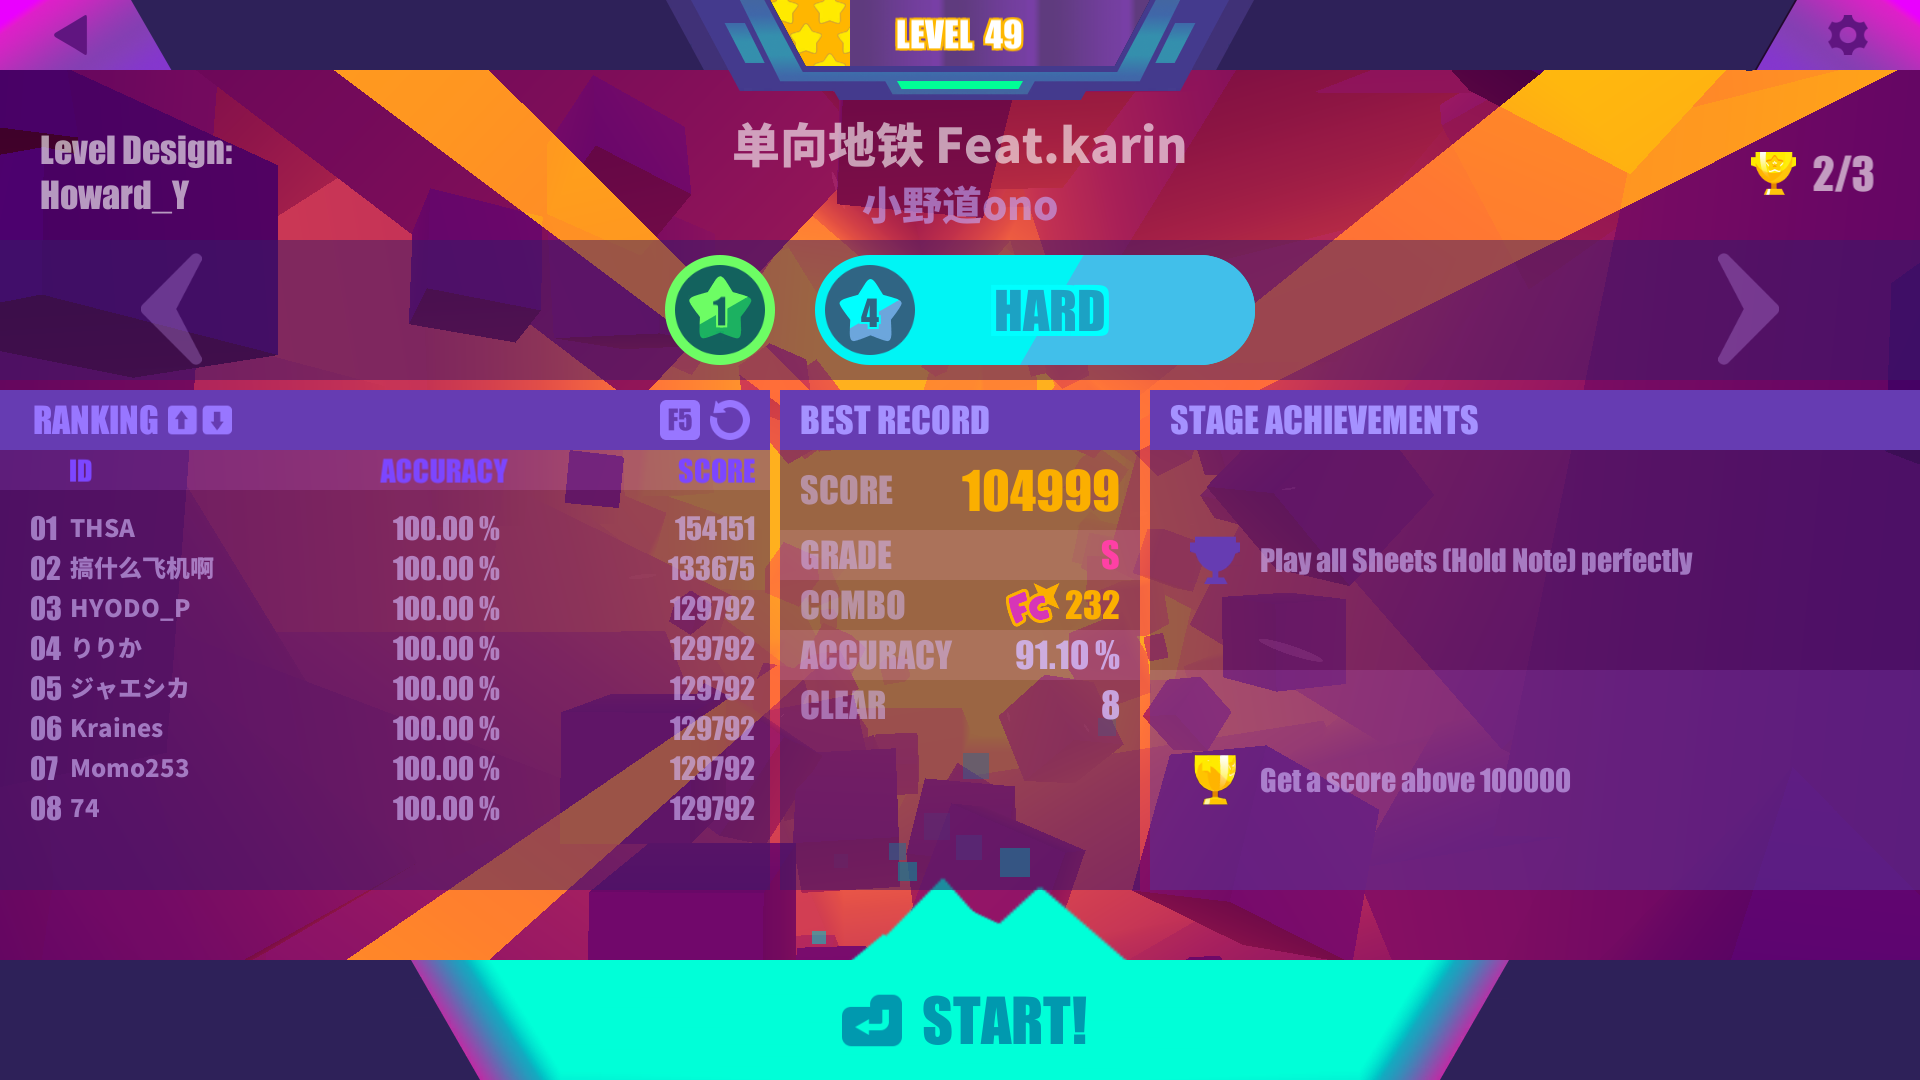 LEVEL 49
Level Design:
Howard_Y
单向地铁 Feat.karin
小野道ono
2/3
1
4
HARD
RANKING
F5
ID ACCURACY SCORE
01 THSA 100.00 % 154151
02 搞什么飞机啊 100.00 % 133675
03 HYODO_P 100.00 % 129792
04 りりか 100.00 % 129792
05 ジャエシカ 100.00 % 129792
06 Kraines 100.00 % 129792
07 Momo253 100.00 % 129792
08 74 100.00 % 129792
BEST RECORD
SCORE 104999
GRADE S
COMBO FC 232
ACCURACY 91.10 %
CLEAR 8
STAGE ACHIEVEMENTS
Play all Sheets (Hold Note) perfectly
Get a score above 100000
START!